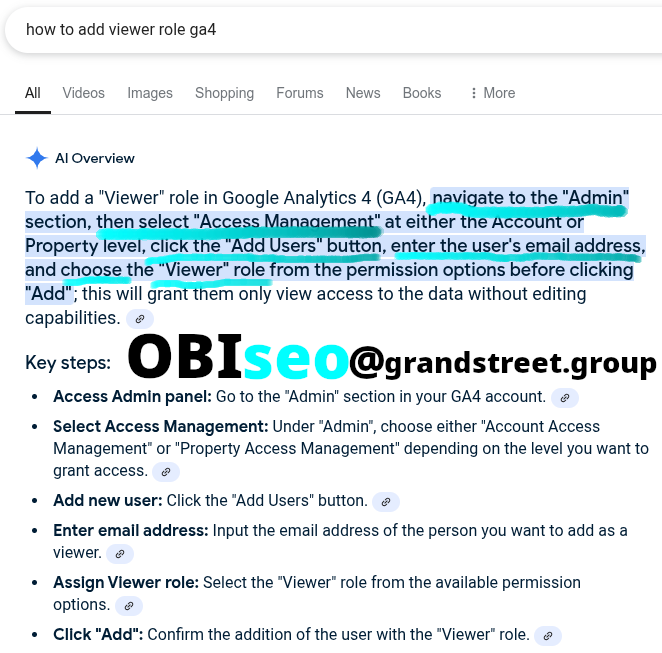 how to add viewer role ga4
All Videos Images Shopping Forums News Books More
AI Overview
To add a "Viewer" role in Google Analytics 4 (GA4), navigate to the "Admin"
section, then select "Access Management" at either the Account or
Property level, click the "Add Users" button, enter the user's email address,
and choose the "Viewer" role from the permission options before clicking
"Add"; this will grant them only view access to the data without editing
capabilities.
Key steps: OBIseo@grandstreet.group
• Access Admin panel: Go to the "Admin" section in your GA4 account.
• Select Access Management: Under "Admin", choose either "Account Access
Management" or "Property Access Management" depending on the level you want to
grant access.
• Add new user: Click the "Add Users" button.
• Enter email address: Input the email address of the person you want to add as a
viewer.
• Assign Viewer role: Select the "Viewer" role from the available permission
options.
• Click "Add": Confirm the addition of the user with the "Viewer" role.